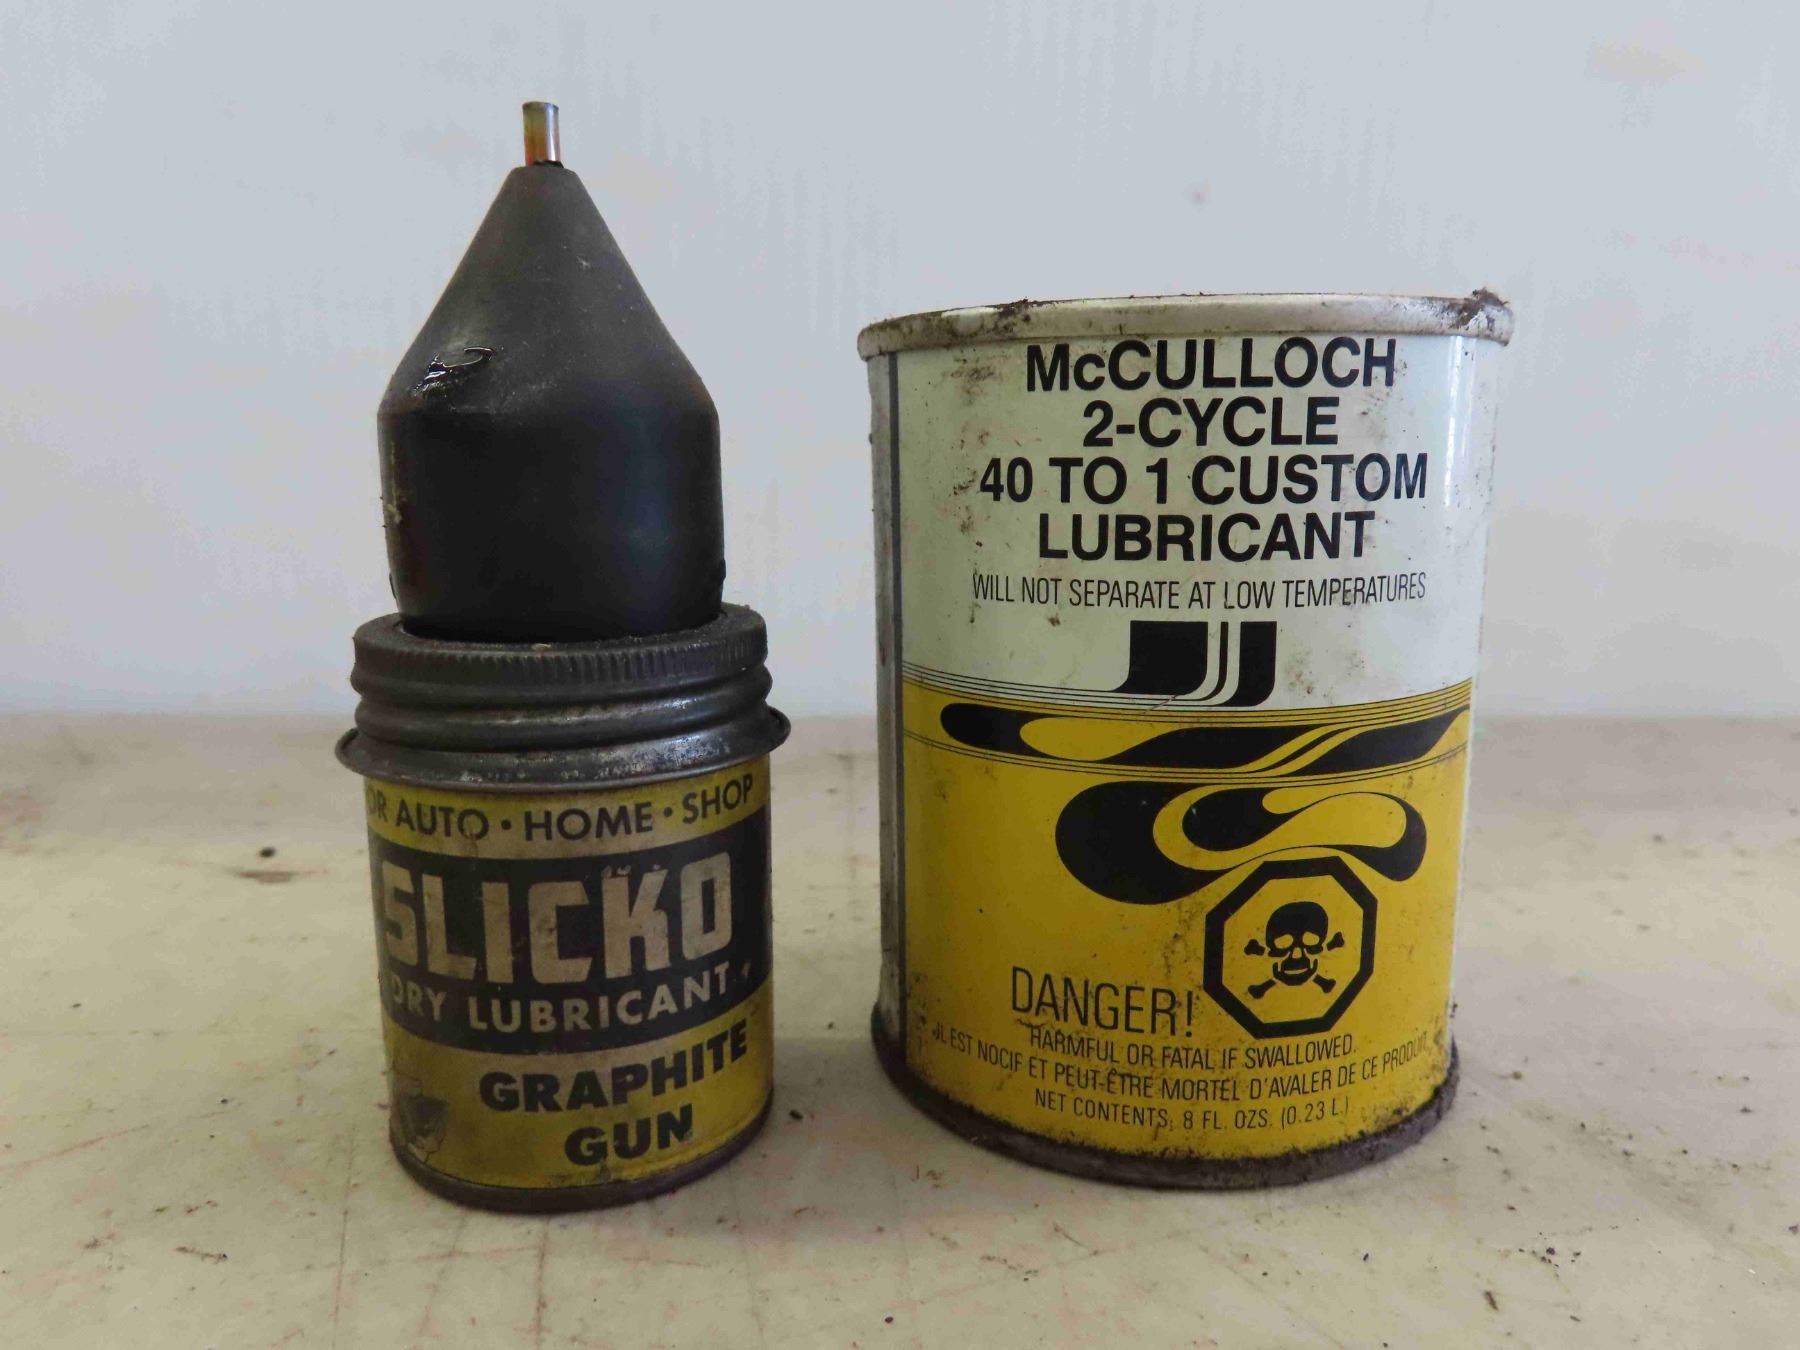 OR AUTO • HOME • SHOP
SLICKO
DRY LUBRICANT
GRAPHITE
GUN
McCULLOCH
2-CYCLE
40 TO 1 CUSTOM
LUBRICANT
WILL NOT SEPARATE AT LOW TEMPERATURES
DANGER!
HARMFUL OR FATAL IF SWALLOWED.
IL EST NOCIF ET PEUT-ÊTRE MORTEL D'AVALER DE CE PRODUIT.
NET CONTENTS, 8 FL. OZS. (0.23 L.)